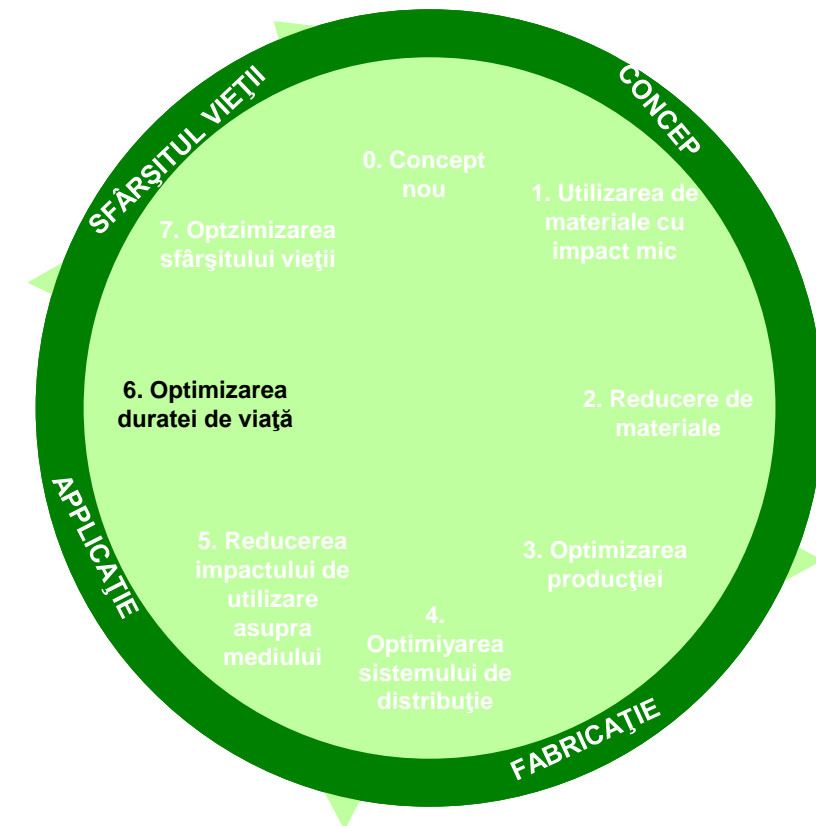 SFÂRŞITUL VIEŢII
CONCEP
0. Concept
nou
1. Utilizarea de
materiale cu
impact mic
7. Optzimizarea
sfârşitului vieţii
6. Optimizarea
duratei de viaţă
2. Reducere de
materiale
APPLICAŢIE
5. Reducerea
impactului de
utilizare
asupra
mediului
3. Optimizarea
producţiei
4.
Optimiyarea
sistemului de
distribuţie
FABRICAŢIE